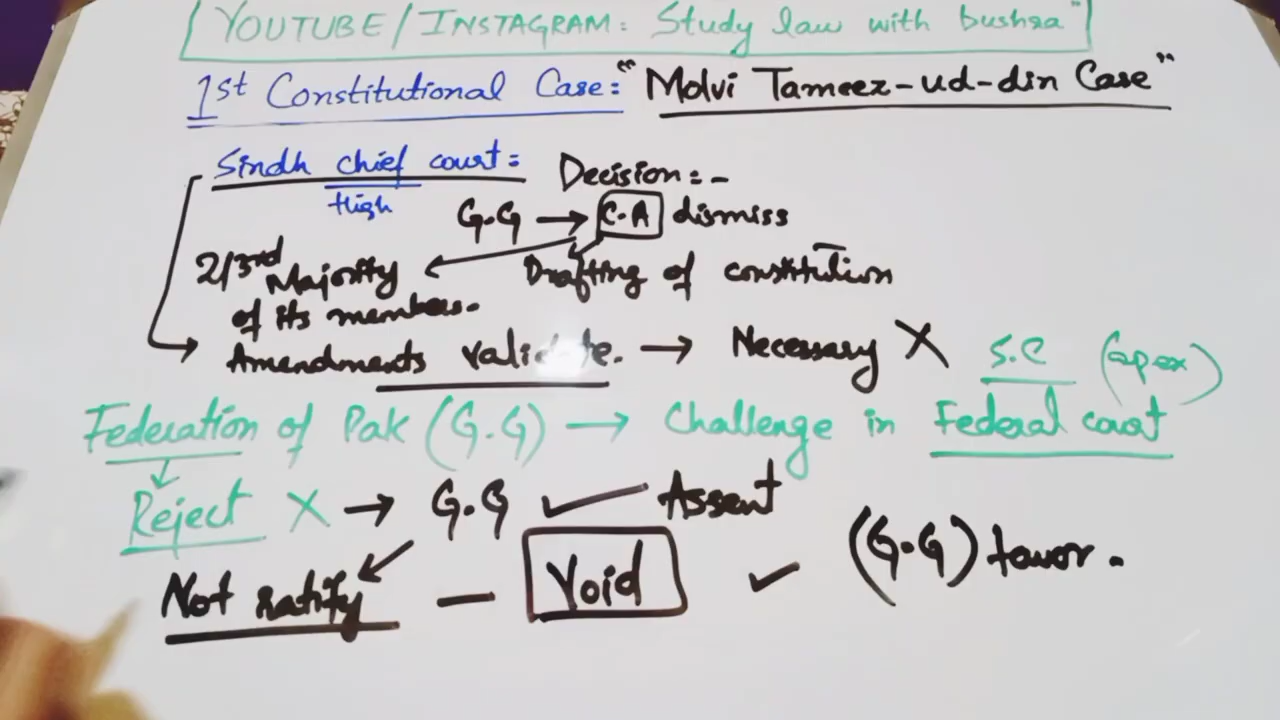 YOUTUBE/INSTAGRAM: Study law with bushra"
1st Constitutional Case: "Molvi Tameez-ud-din Case"
Sindh chief court:
High
Decision:-
G.G → C.A dismiss
2/3rd Majority
of its members.
Drafting of constitution
→ Amendments validate. → Necessary X
S.C (apex)
Federation of Pak (G.G) → Challenge in Federal court
Reject X → G.G ✓ Assent
Not ratify - Void ✓ (G.G) favor.